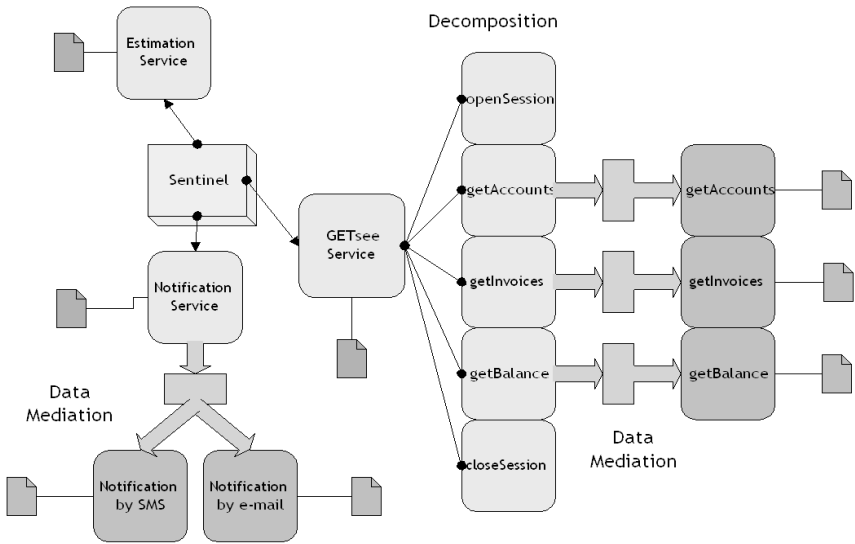 Decomposition
Estimation
Service
openSession
Sentinel
getAccounts
getAccounts
GETsee
Service
Notification
Service
getInvoices
getInvoices
getBalance
getBalance
Data
Mediation
Data
Mediation
closeSession
Notification
by SMS
Notification
by e-mail